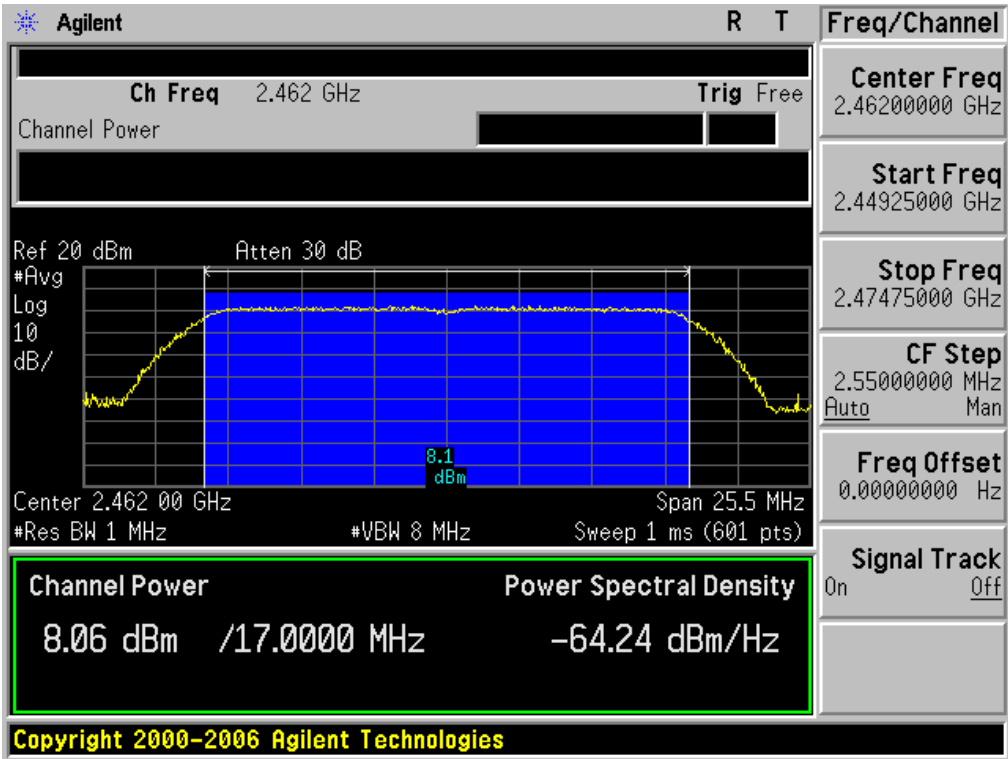 Agilent R T
Ch Freq 2.462 GHz Trig Free
Channel Power
Ref 20 dBm Atten 30 dB
#Avg
Log
10
dB/
8.1
dBm
Center 2.462 00 GHz Span 25.5 MHz
#Res BW 1 MHz #VBW 8 MHz Sweep 1 ms (601 pts)
Channel Power Power Spectral Density
8.06 dBm /17.0000 MHz -64.24 dBm/Hz
Copyright 2000-2006 Agilent Technologies
Freq/Channel
Center Freq
2.46200000 GHz
Start Freq
2.44925000 GHz
Stop Freq
2.47475000 GHz
CF Step
2.55000000 MHz
Auto Man
Freq Offset
0.00000000 Hz
Signal Track
On Off